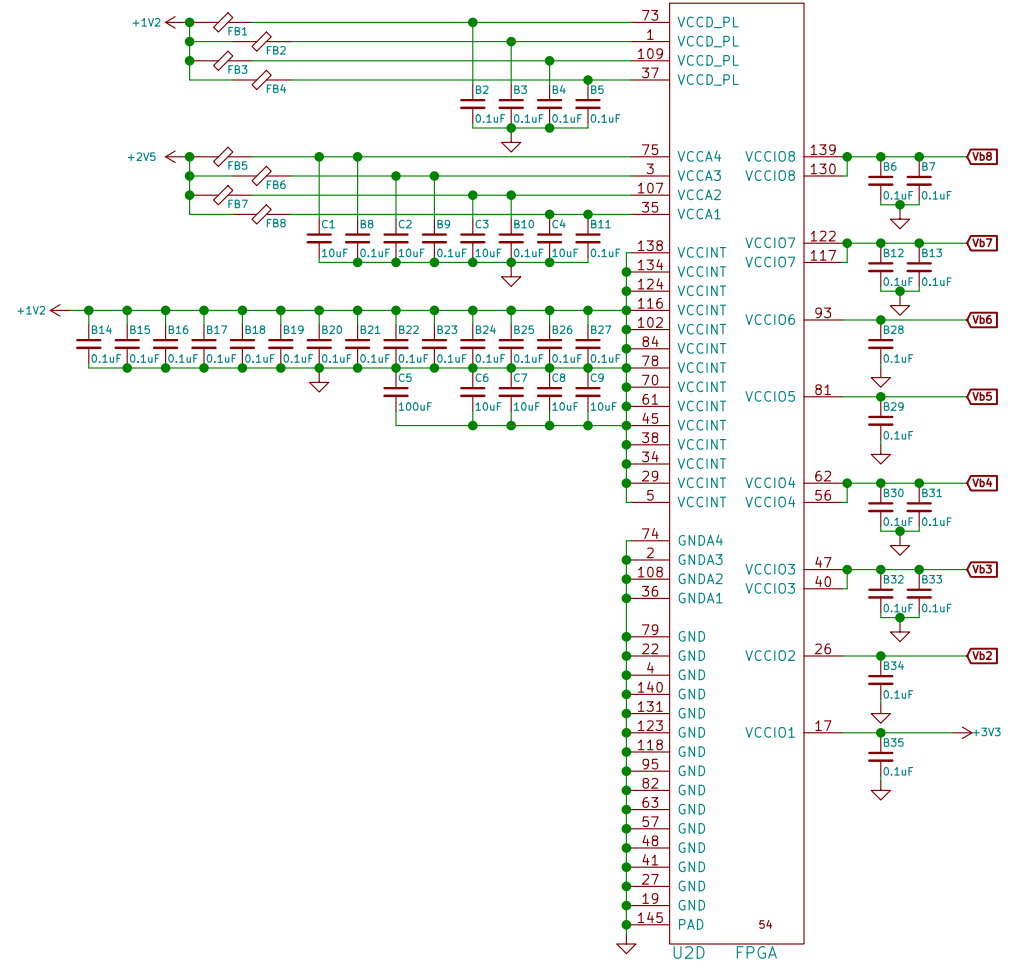 +1V2
FB1
73
VCCD_PL
FB2
1
VCCD_PL
FB3
109
VCCD_PL
FB4
37
VCCD_PL
B2
B3
B4
B5
0.1uF
0.1uF
0.1uF
0.1uF
+2V5
FB5
75
VCCA4
FB6
3
VCCA3
FB7
107
VCCA2
FB8
35
VCCA1
C1
B8
C2
B9
C3
B10
C4
B11
10uF
0.1uF
10uF
0.1uF
10uF
0.1uF
10uF
0.1uF
138
VCCINT
134
VCCINT
124
VCCINT
116
VCCINT
102
VCCINT
84
VCCINT
78
VCCINT
70
VCCINT
61
VCCINT
45
VCCINT
38
VCCINT
34
VCCINT
29
VCCINT
5
VCCINT
+1V2
B14
B15
B16
B17
B18
B19
B20
B21
B22
B23
B24
B25
B26
B27
0.1uF
0.1uF
0.1uF
0.1uF
0.1uF
0.1uF
0.1uF
0.1uF
0.1uF
0.1uF
0.1uF
0.1uF
0.1uF
0.1uF
C5
C6
C7
C8
C9
100uF
10uF
10uF
10uF
10uF
74
GNDA4
2
GNDA3
108
GNDA2
36
GNDA1
79
GND
22
GND
4
GND
140
GND
131
GND
123
GND
118
GND
95
GND
82
GND
63
GND
57
GND
48
GND
41
GND
27
GND
19
GND
145
PAD
54
U2D
FPGA
VCCIO8
139
Vb8
VCCIO8
130
B6
B7
0.1uF
0.1uF
VCCIO7
122
Vb7
VCCIO7
117
B12
B13
0.1uF
0.1uF
VCCIO6
93
Vb6
B28
0.1uF
VCCIO5
81
Vb5
B29
0.1uF
VCCIO4
62
Vb4
VCCIO4
56
B30
B31
0.1uF
0.1uF
VCCIO3
47
Vb3
VCCIO3
40
B32
B33
0.1uF
0.1uF
VCCIO2
26
Vb2
B34
0.1uF
VCCIO1
17
+3V3
B35
0.1uF